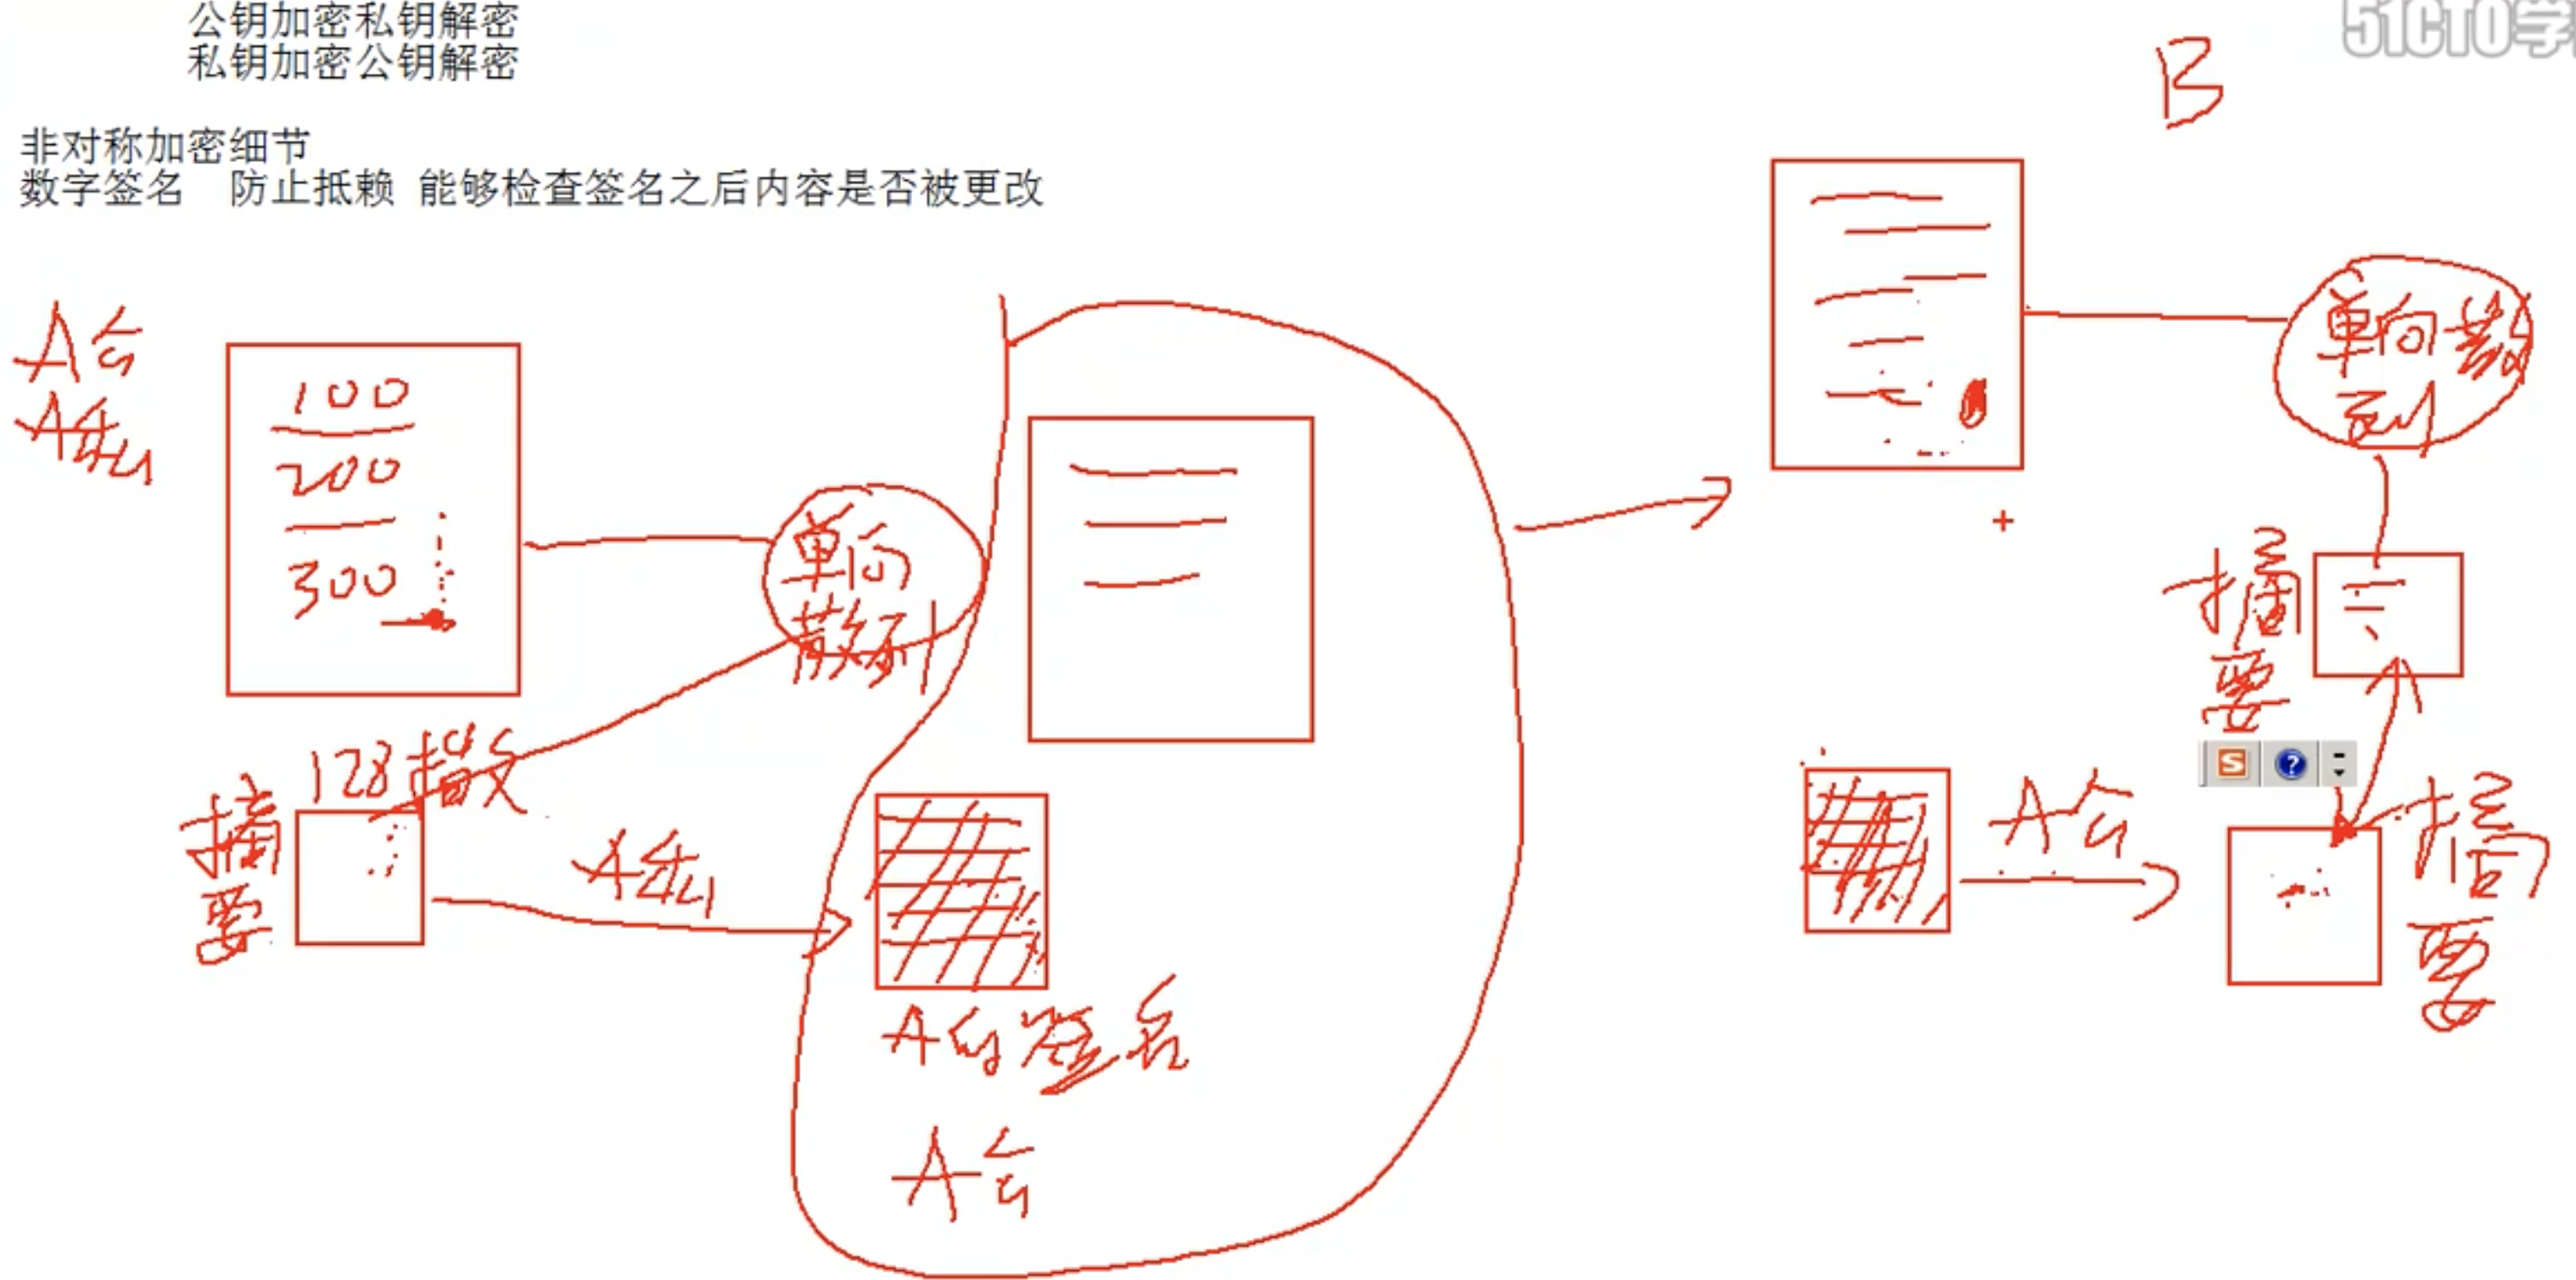 公钥加密私钥解密
私钥加密公钥解密
非对称加密细节
数字签名 防止抵赖 能够检查签名之后内容是否被更改
51CTO学
B
A公
A私
100
200
300
单向
散列
128
摘要
A私
A的签名
A公
单向散列
摘要
A公
摘要